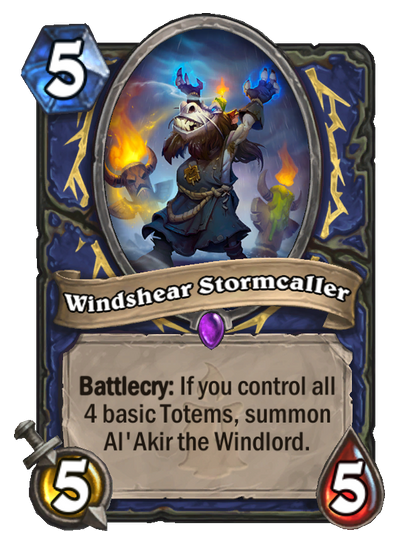 5
Windshear Stormcaller
Battlecry: If you control all
4 basic Totems, summon
Al'Akir the Windlord.
5
5